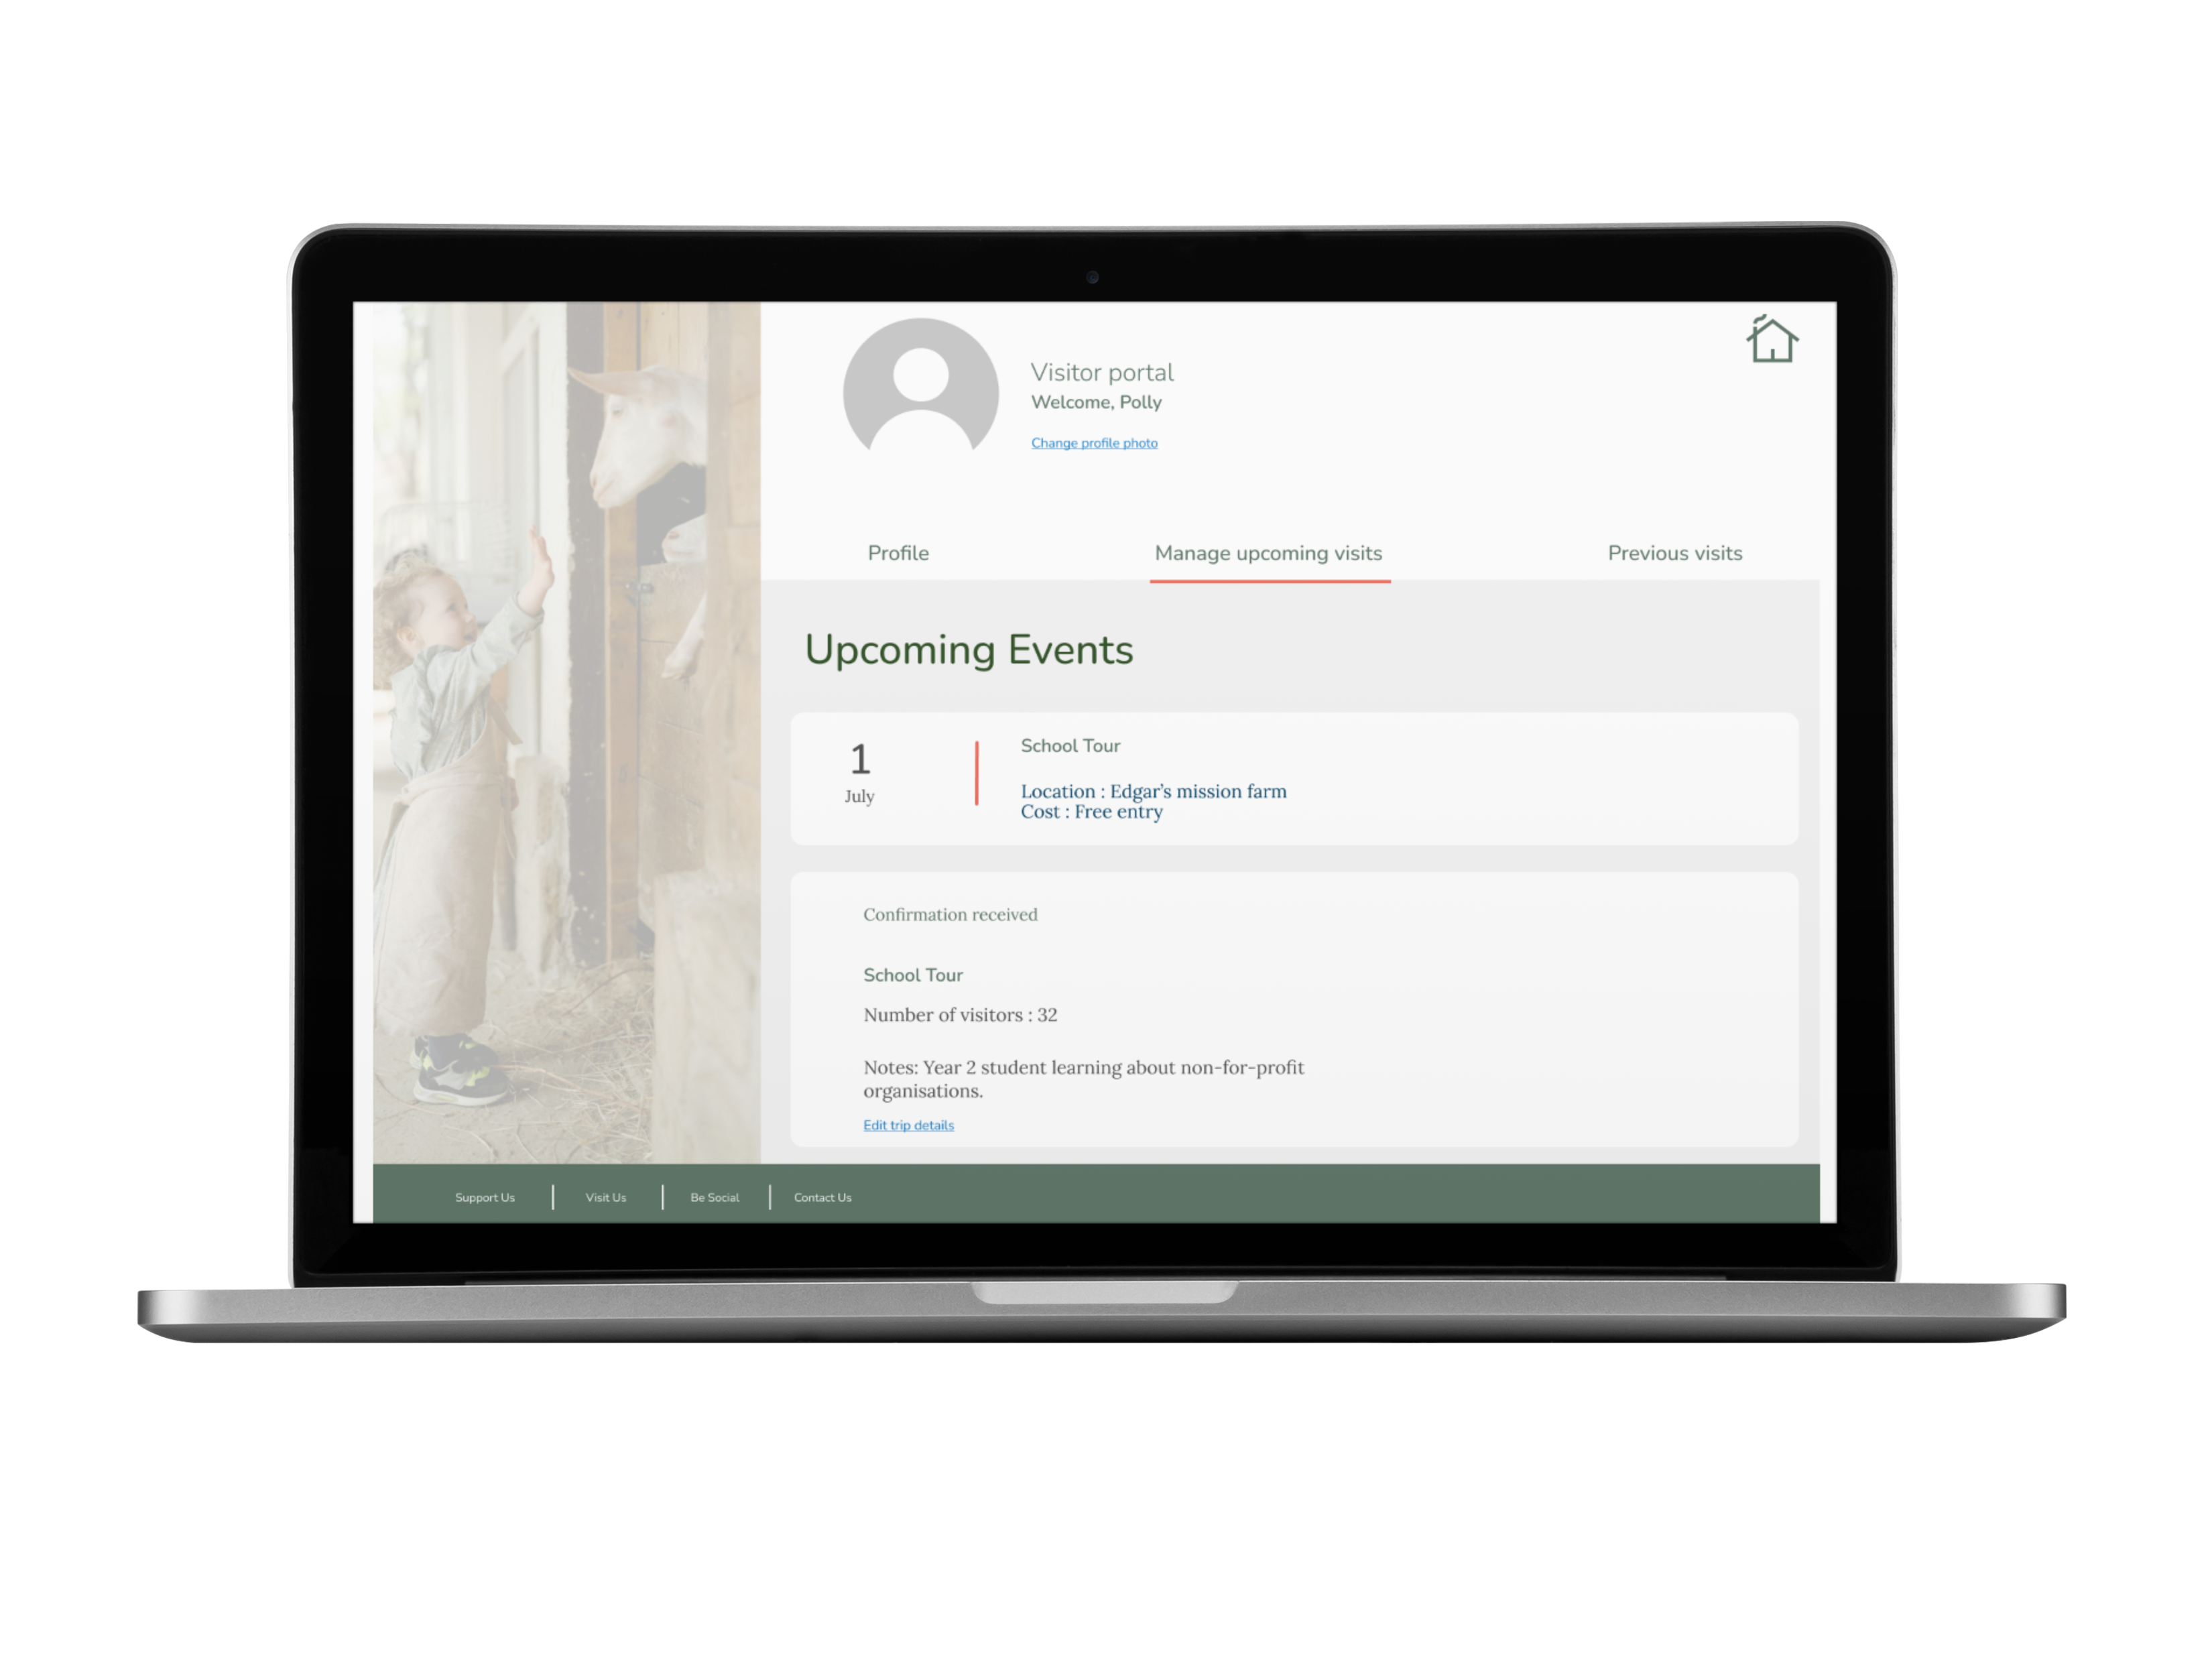 Visitor portal
Welcome, Polly
Change profile photo
Profile
Manage upcoming visits
Previous visits
Upcoming Events
1
July
School Tour
Location : Edgar’s mission farm
Cost : Free entry
Confirmation received
School Tour
Number of visitors : 32
Notes: Year 2 student learning about non-for-profit
organisations.
Edit trip details
Support Us
Visit Us
Be Social
Contact Us